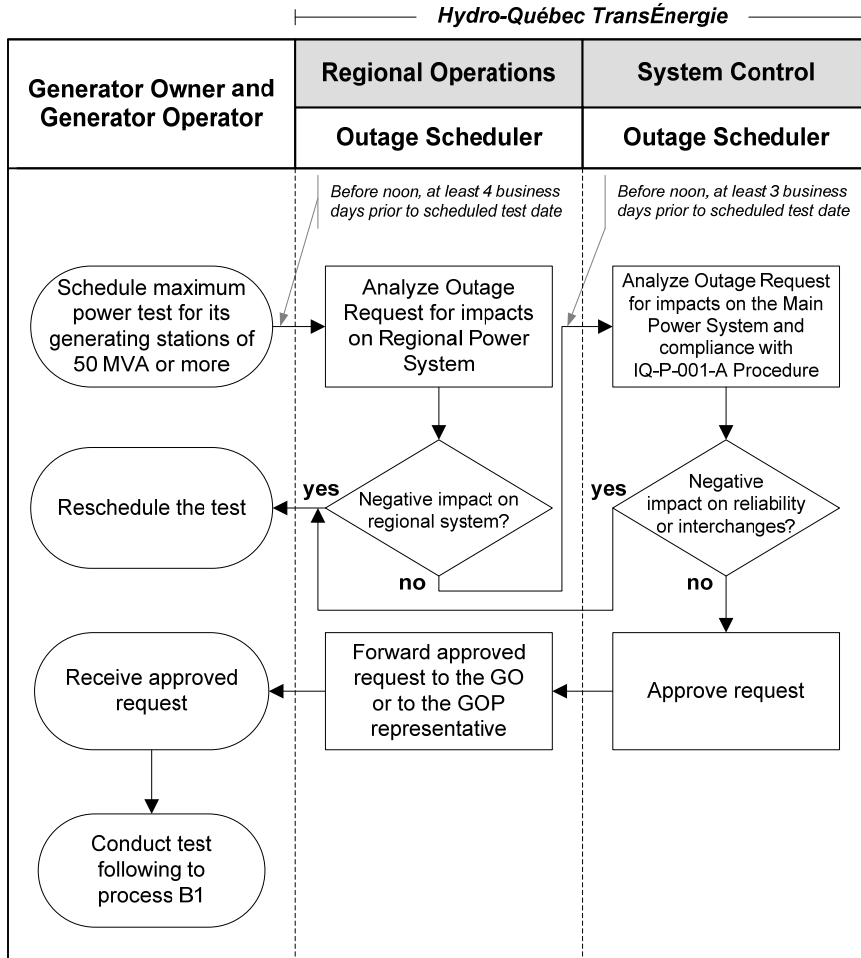 Hydro-Québec TransÉnergie
Generator Owner and
Generator Operator
Regional Operations
System Control
Outage Scheduler
Outage Scheduler
Before noon, at least 4 business
days prior to scheduled test date
Before noon, at least 3 business
days prior to scheduled test date
Schedule maximum
power test for its
generating stations of
50 MVA or more
Analyze Outage
Request for impacts
on Regional Power
System
Analyze Outage Request
for impacts on the Main
Power System and
compliance with
IQ-P-001-A Procedure
Reschedule the test
yes
Negative impact on
regional system?
no
yes
Negative
impact on reliability
or interchanges?
no
Receive approved
request
Forward approved
request to the GO
or to the GOP
representative
Approve request
Conduct test
following to
process B1